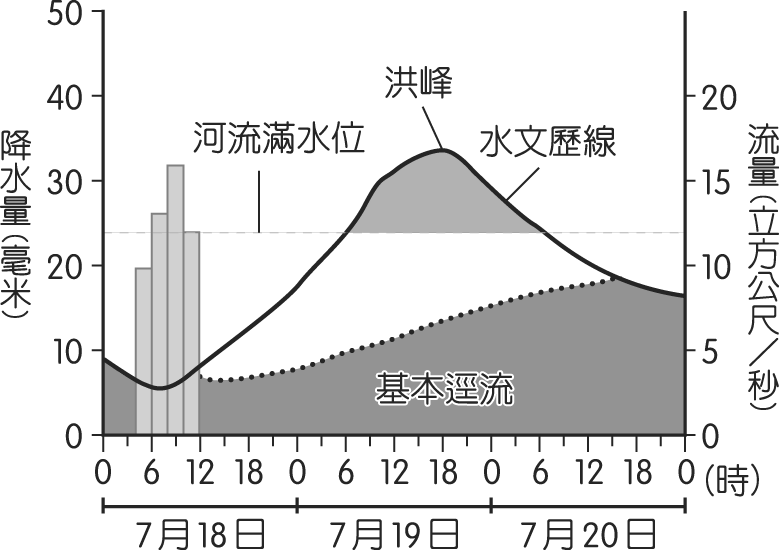 降水量(毫米)
50
40
30
20
10
0
洪峰
河流滿水位
水文歷線
基本逕流
流量(立方公尺/秒)
20
15
10
5
0
0 6 12 18 0 6 12 18 0 6 12 18 0 (時)
7月18日 7月19日 7月20日